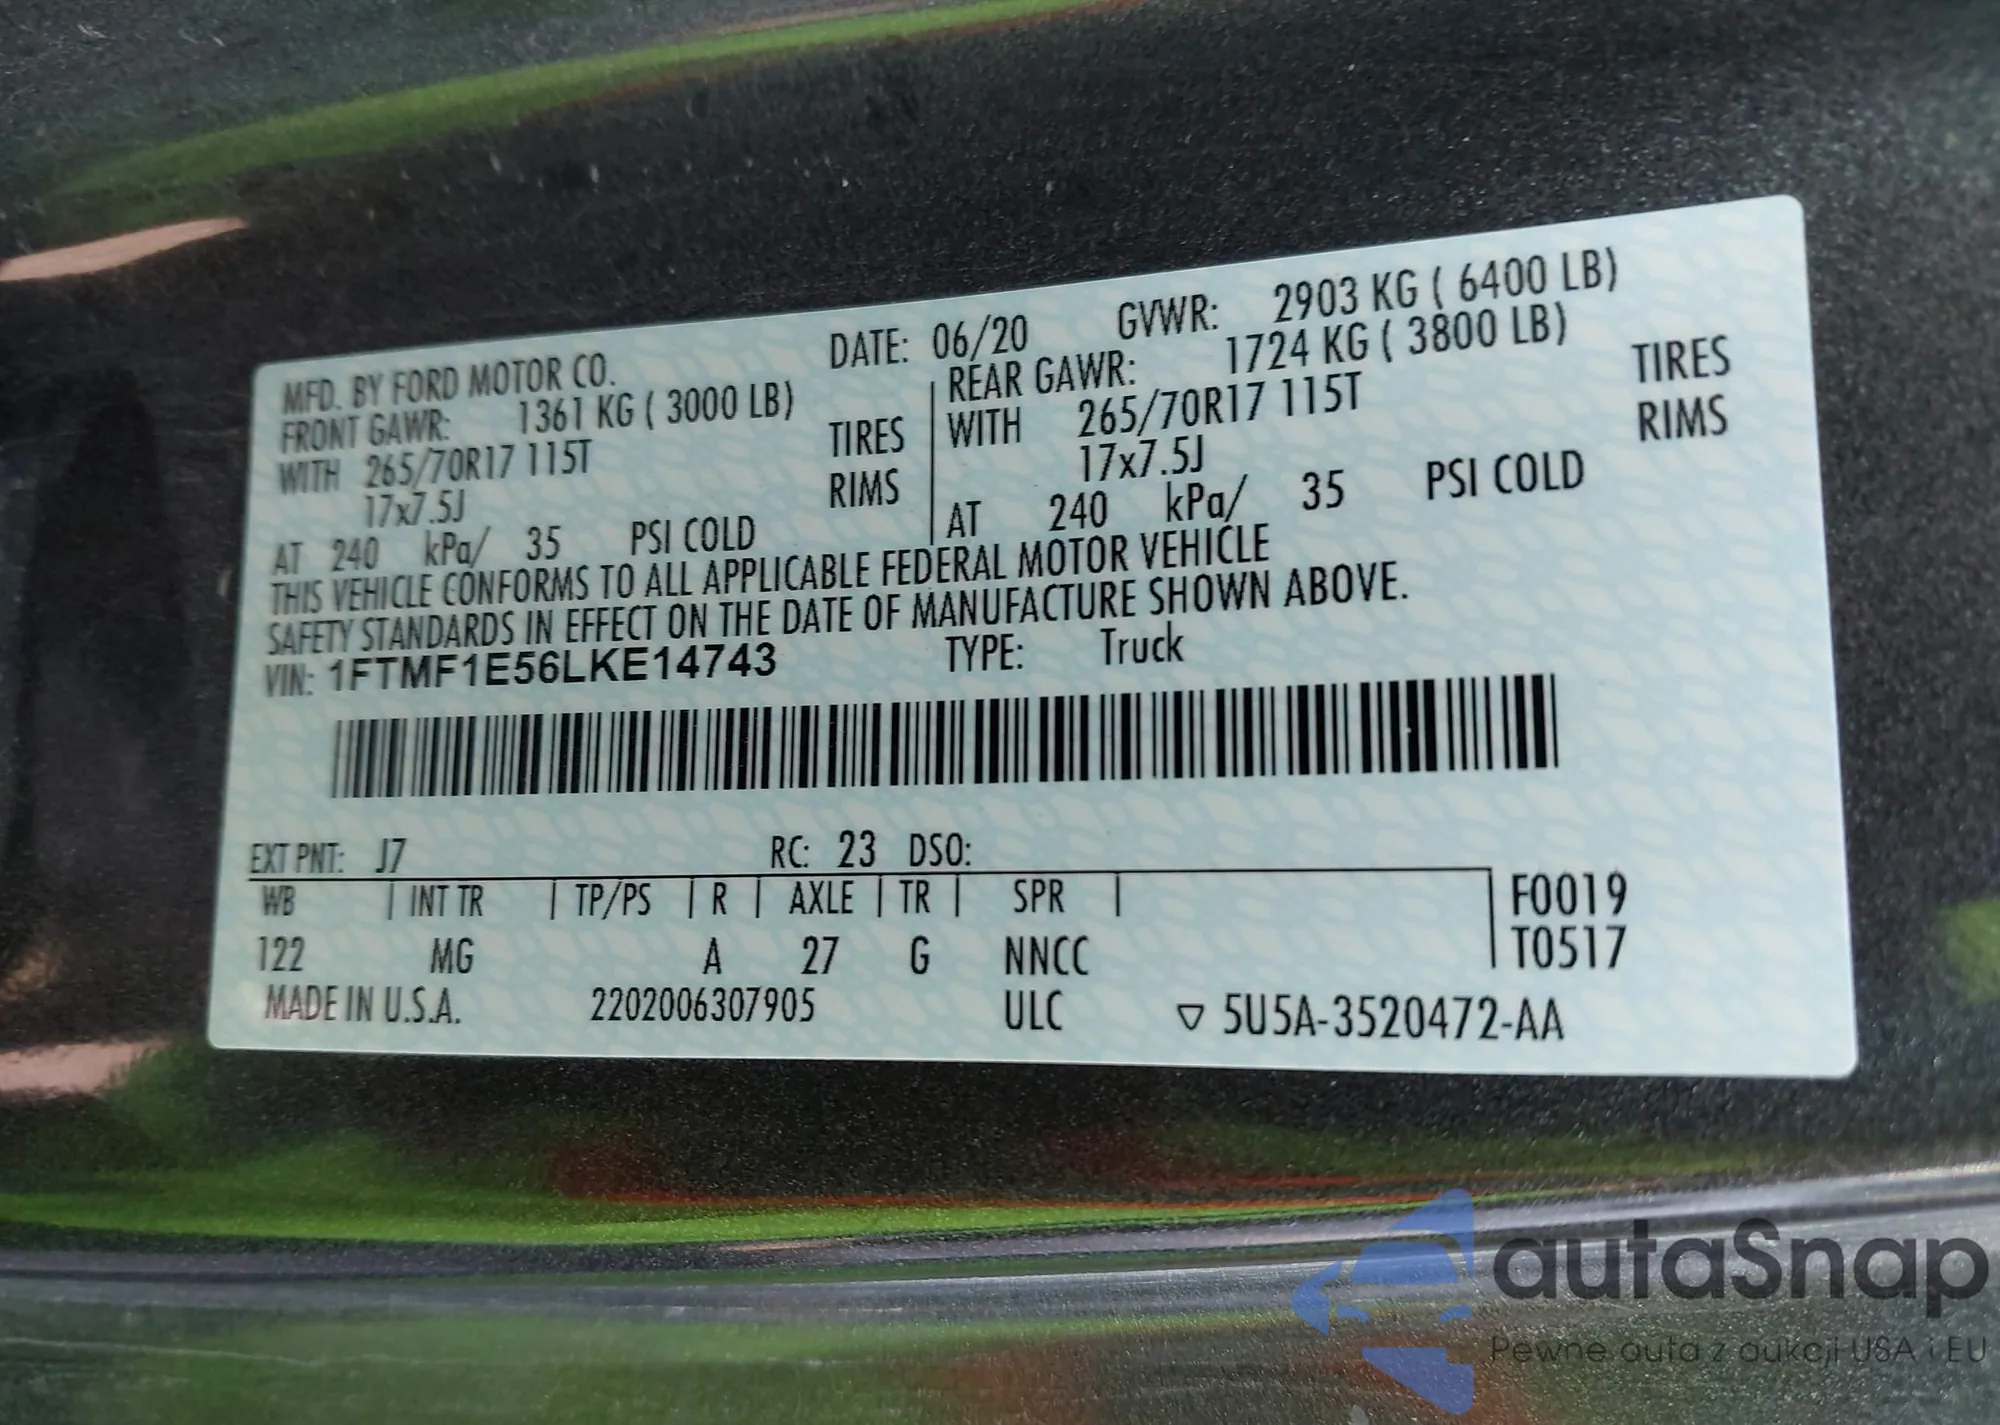 MFD. BY FORD MOTOR CO. DATE: 06/20 GVWR: 2903 KG ( 6400 LB)
FRONT GAWR: 1361 KG ( 3000 LB) REAR GAWR: 1724 KG ( 3800 LB)
WITH 265/70R17 115T TIRES WITH 265/70R17 115T TIRES
17x7.5J RIMS 17x7.5J RIMS
AT 240 kPa/ 35 PSI COLD AT 240 kPa/ 35 PSI COLD
THIS VEHICLE CONFORMS TO ALL APPLICABLE FEDERAL MOTOR VEHICLE
SAFETY STANDARDS IN EFFECT ON THE DATE OF MANUFACTURE SHOWN ABOVE.
VIN: 1FTMF1E56LKE14743 TYPE: Truck
EXT PNT: J7 RC: 23 DSO:
WB | INT TR | TP/PS | R | AXLE | TR | SPR | F0019
122 MG A 27 G NNCC T0517
MADE IN U.S.A. 2202006307905 ULC ▽ 5U5A-3520472-AA
autaSnap
Pewne auta z aukcji USA i EU